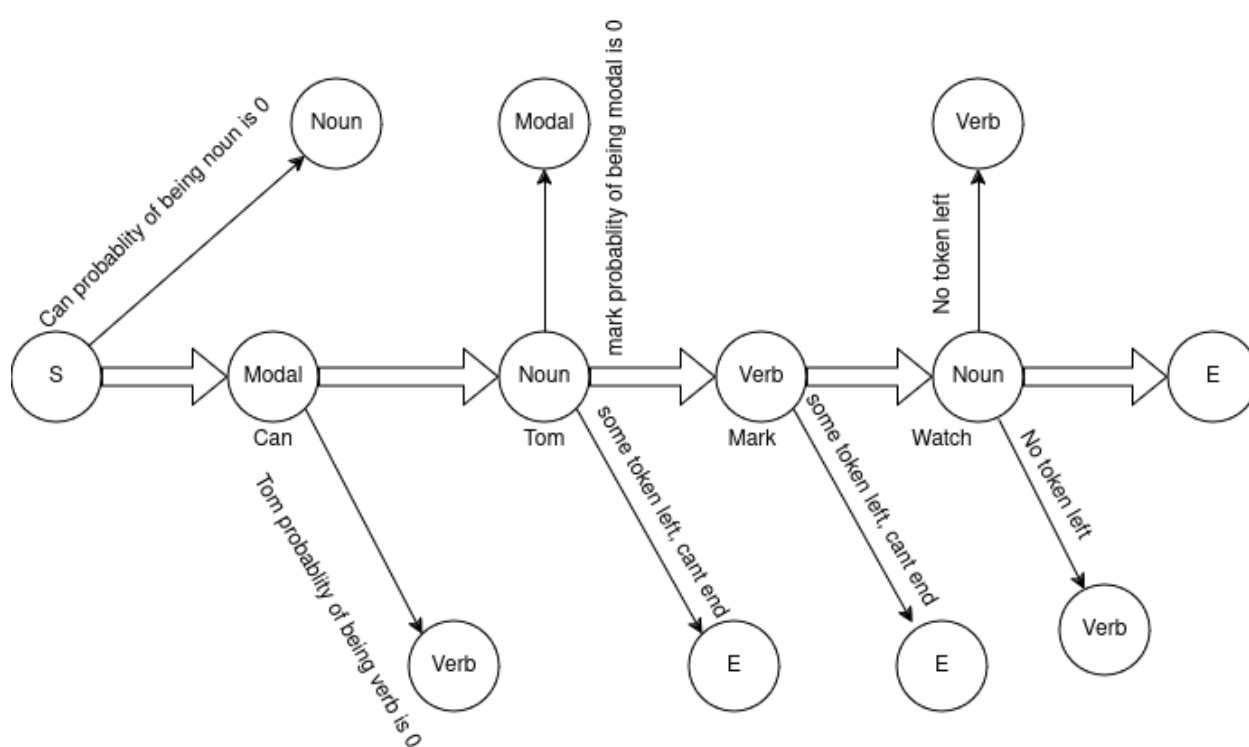 Can probablity of being noun is 0
Noun
Modal
mark probablity of being modal is 0
Verb
No token left
S
Modal
Noun
Verb
Noun
E
Can
Tom
Mark
Watch
Tom probablity of being verb is 0
some token left, cant end
some token left, cant end
No token left
Verb
E
E
Verb